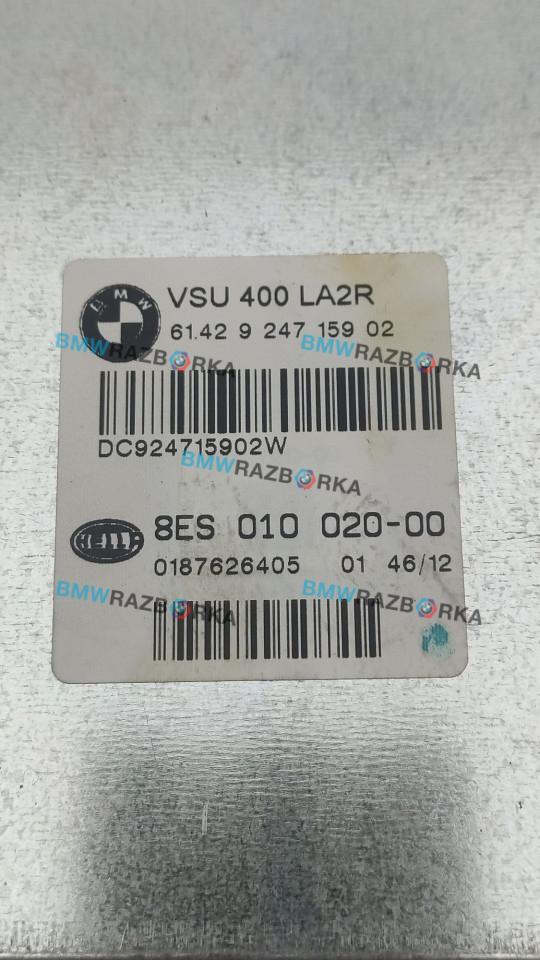 BMW
VSU 400 LA2R
61.42 9 247 159 02
BMWRAZBORKA
BMWRAZBORKA
DC924715902W
BMWRAZBORKA
HELLA
8ES 010 020-00
0187626405 01 46/12
BMWRAZBORKA
BMWRAZBORKA